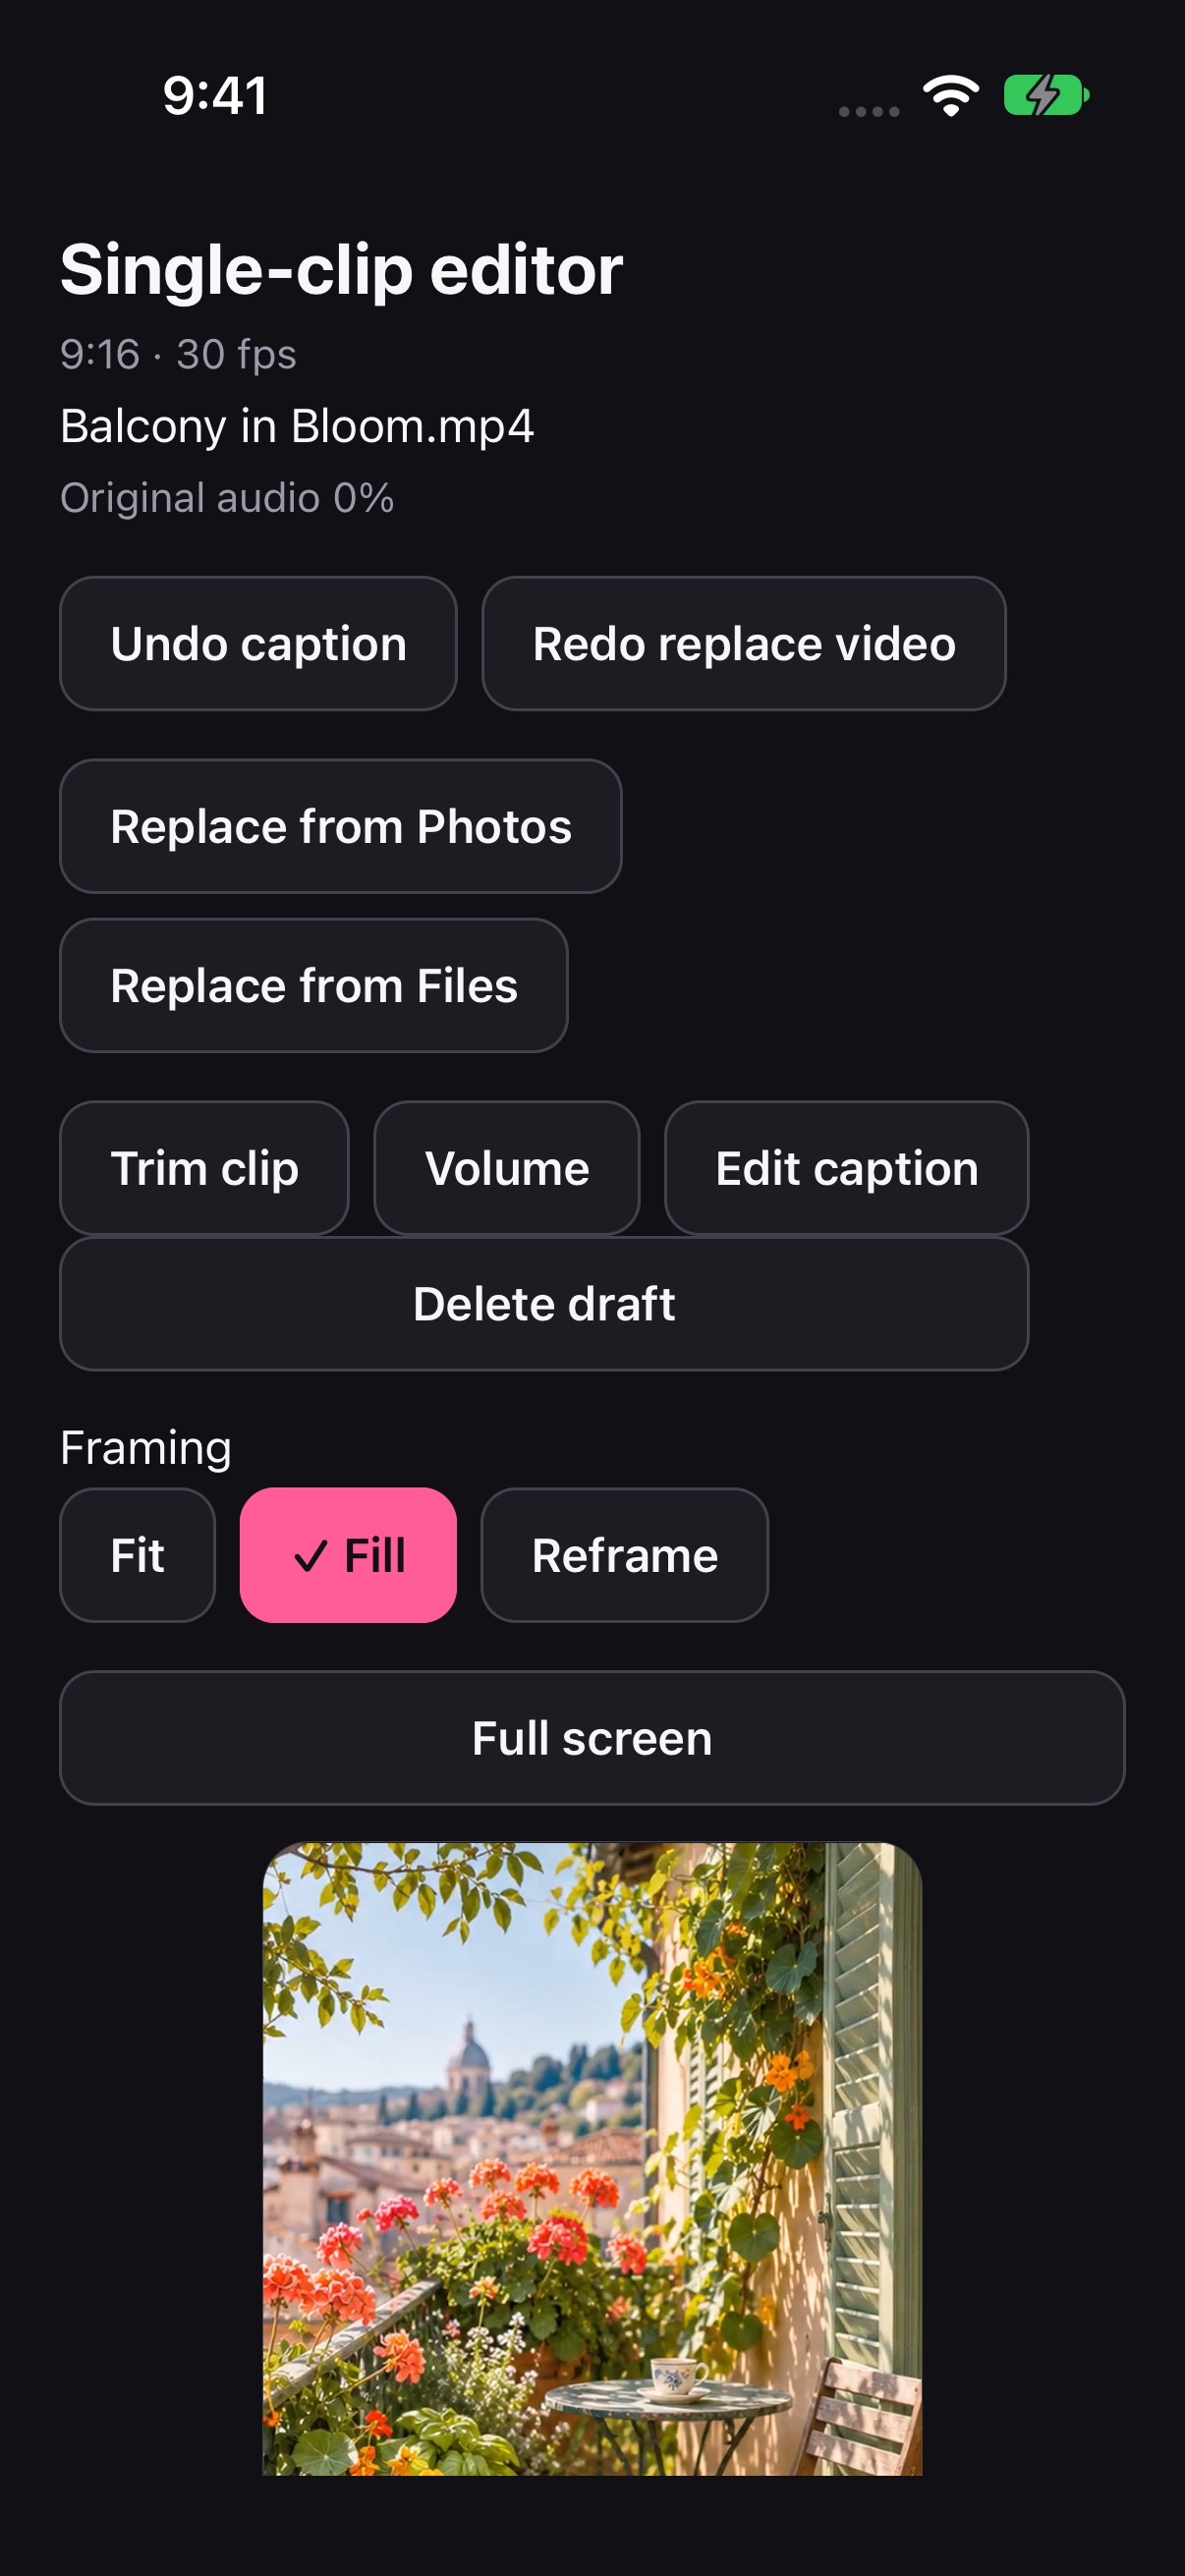 9:41
Single-clip editor
9:16 · 30 fps
Balcony in Bloom.mp4
Original audio 0%
Undo caption Redo replace video
Replace from Photos
Replace from Files
Trim clip Volume Edit caption
Delete draft
Framing
Fit ✓ Fill Reframe
Full screen